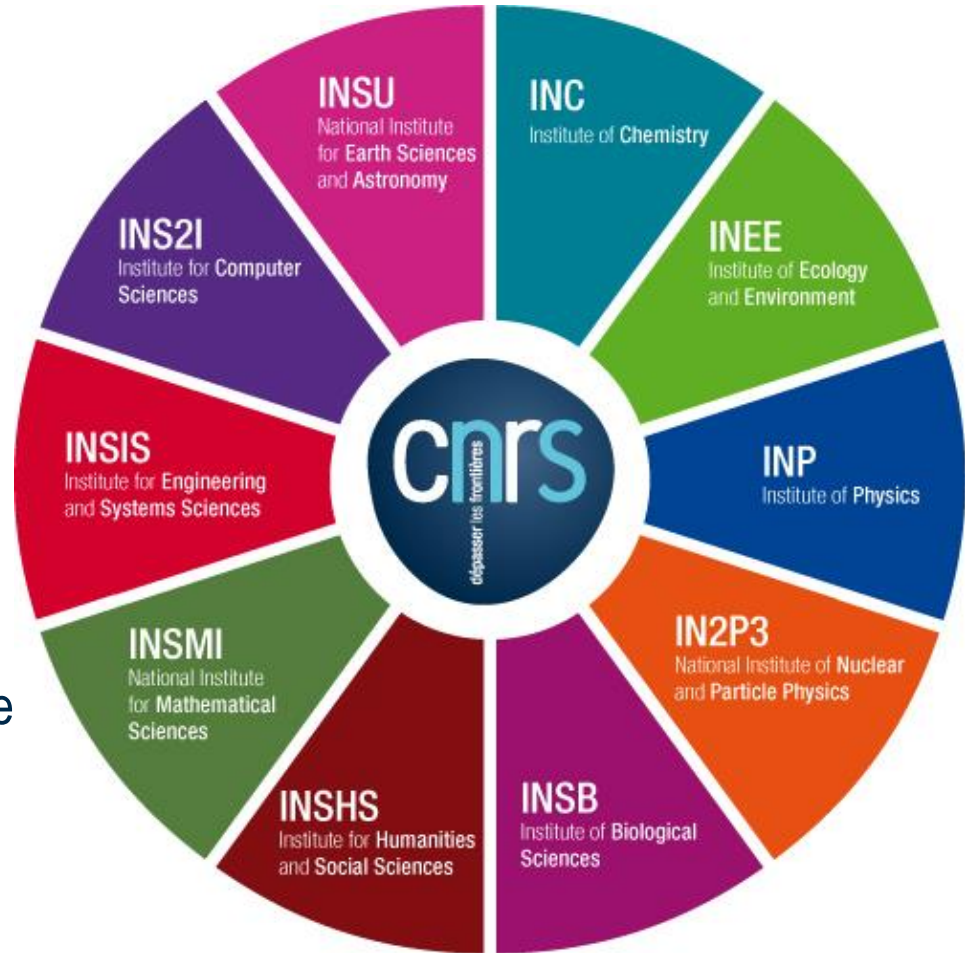 INSU
National Institute
for Earth Sciences
and Astronomy
INC
Institute of Chemistry
INS2I
Institute for Computer
Sciences
INEE
Institute of Ecology
and Environment
INSIS
Institute for Engineering
and Systems Sciences
cnrs
dépasser les frontières
INP
Institute of Physics
INSMI
National Institute
for Mathematical
Sciences
IN2P3
National Institute of Nuclear
and Particle Physics
e
INSHS
Institute for Humanities
and Social Sciences
INSB
Institute of Biological
Sciences